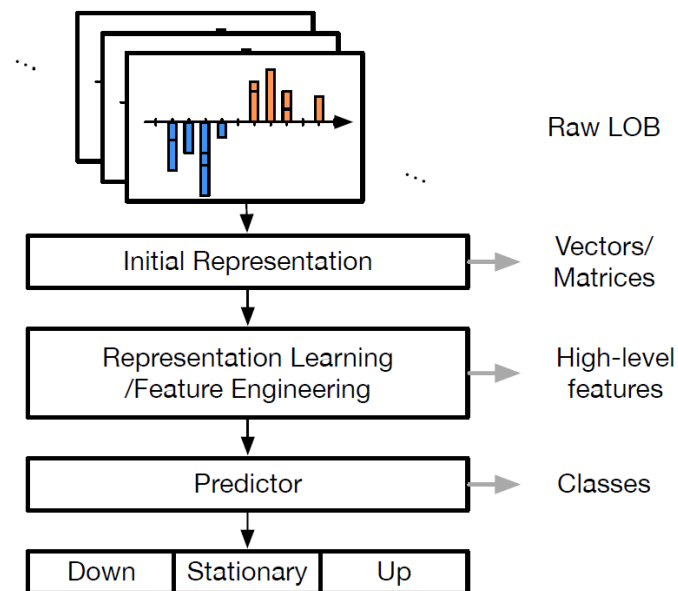 Raw LOB
Initial Representation
Vectors/
Matrices
Representation Learning
/Feature Engineering
High-level
features
Predictor
Classes
Down
Stationary
Up